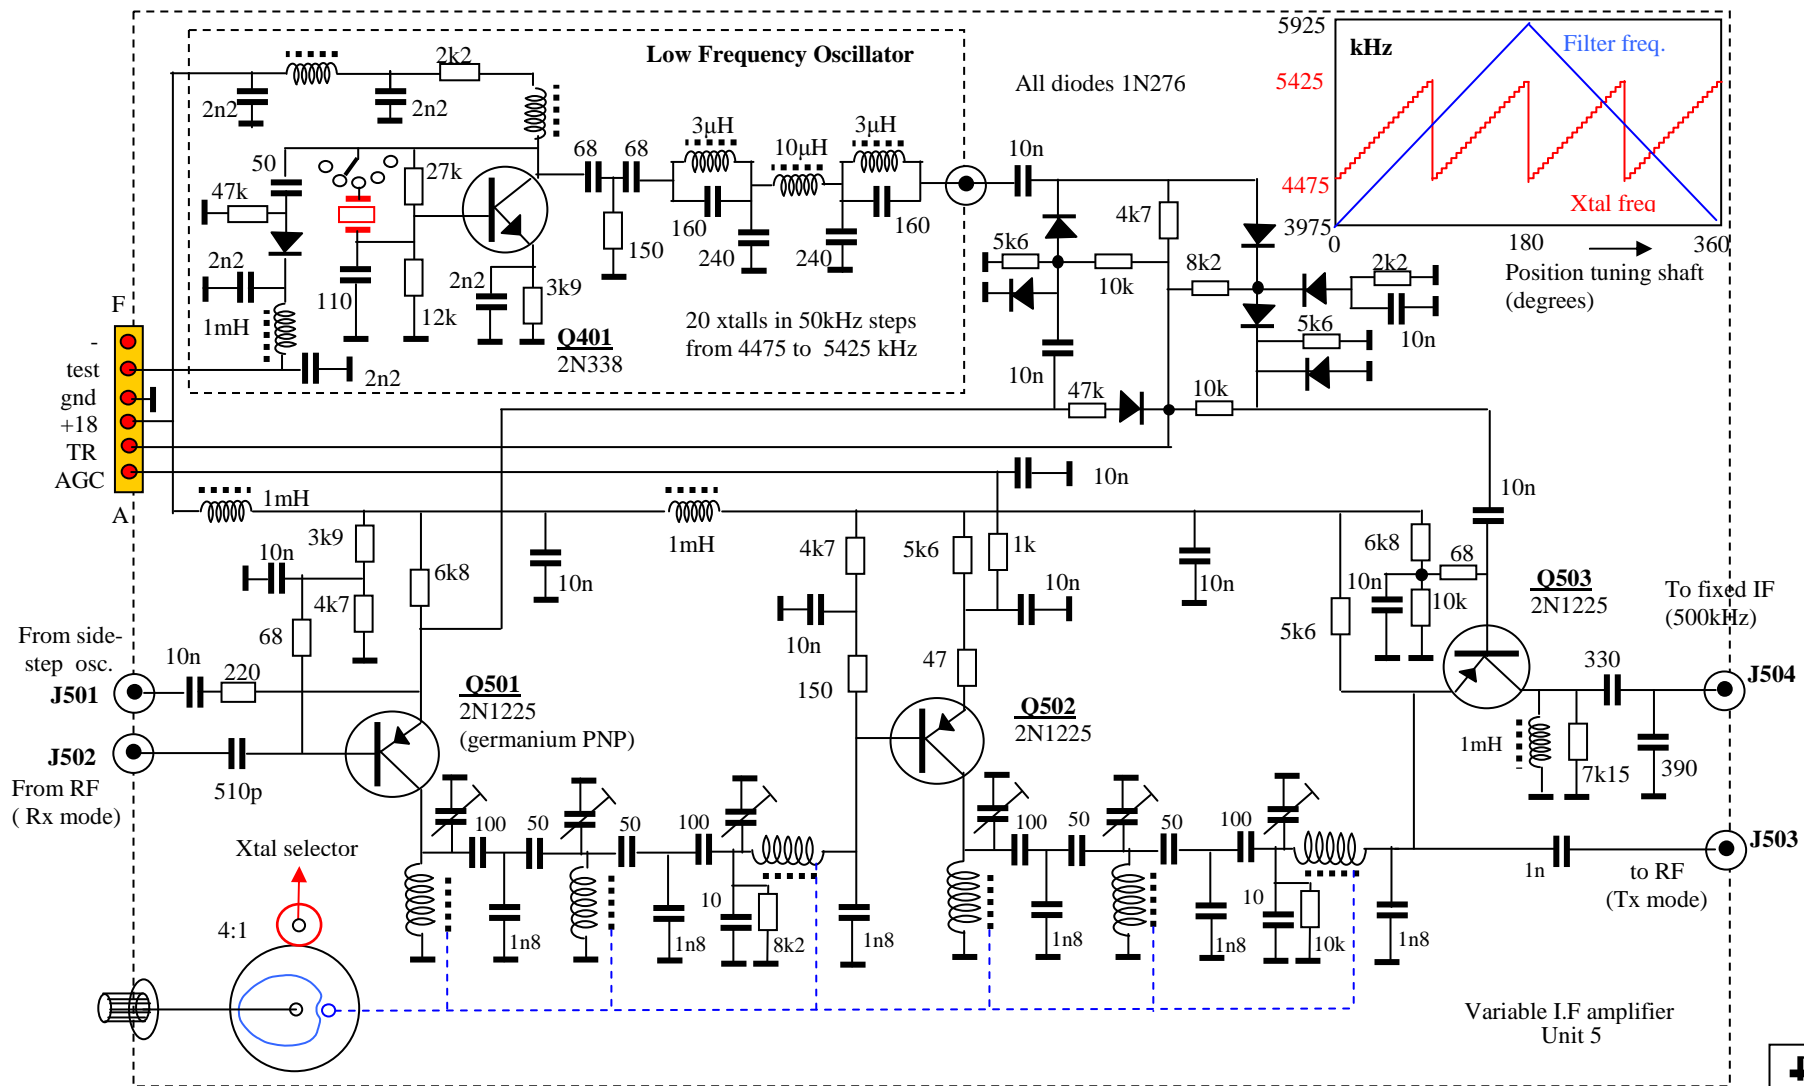 Low Frequency Oscillator
All diodes 1N276
5925
kHz
Filter freq.
5425
4475
Xtal freq
3975
0
180
360
Position tuning shaft
(degrees)
2k2
2n2
2n2
50
47k
27k
68
68
3µH
10µH
3µH
10n
150
160
240
240
160
2n2
110
12k
2n2
3k9
1mH
Q401
2N338
20 xtalls in 50kHz steps
from 4475 to  5425 kHz
2n2
5k6
10k
4k7
8k2
2k2
10n
5k6
10n
47k
10k
F
-
test
gnd
+18
TR
AGC
A
10n
1mH
1mH
3k9
10n
4k7
68
6k8
10n
4k7
10n
150
5k6
1k
10n
47
10n
5k6
6k8
10n
10k
68
10n
Q503
2N1225
To fixed IF
(500kHz)
From side-
step  osc.
J501
10n
220
Q501
2N1225
(germanium PNP)
Q502
2N1225
330
J504
1mH
7k15
390
J502
From RF
( Rx mode)
510p
100
50
50
100
100
50
50
100
J503
1n
to RF
(Tx mode)
Xtal selector
4:1
1n8
1n8
10
8k2
1n8
1n8
1n8
10
10k
1n8
Variable I.F amplifier
Unit 5